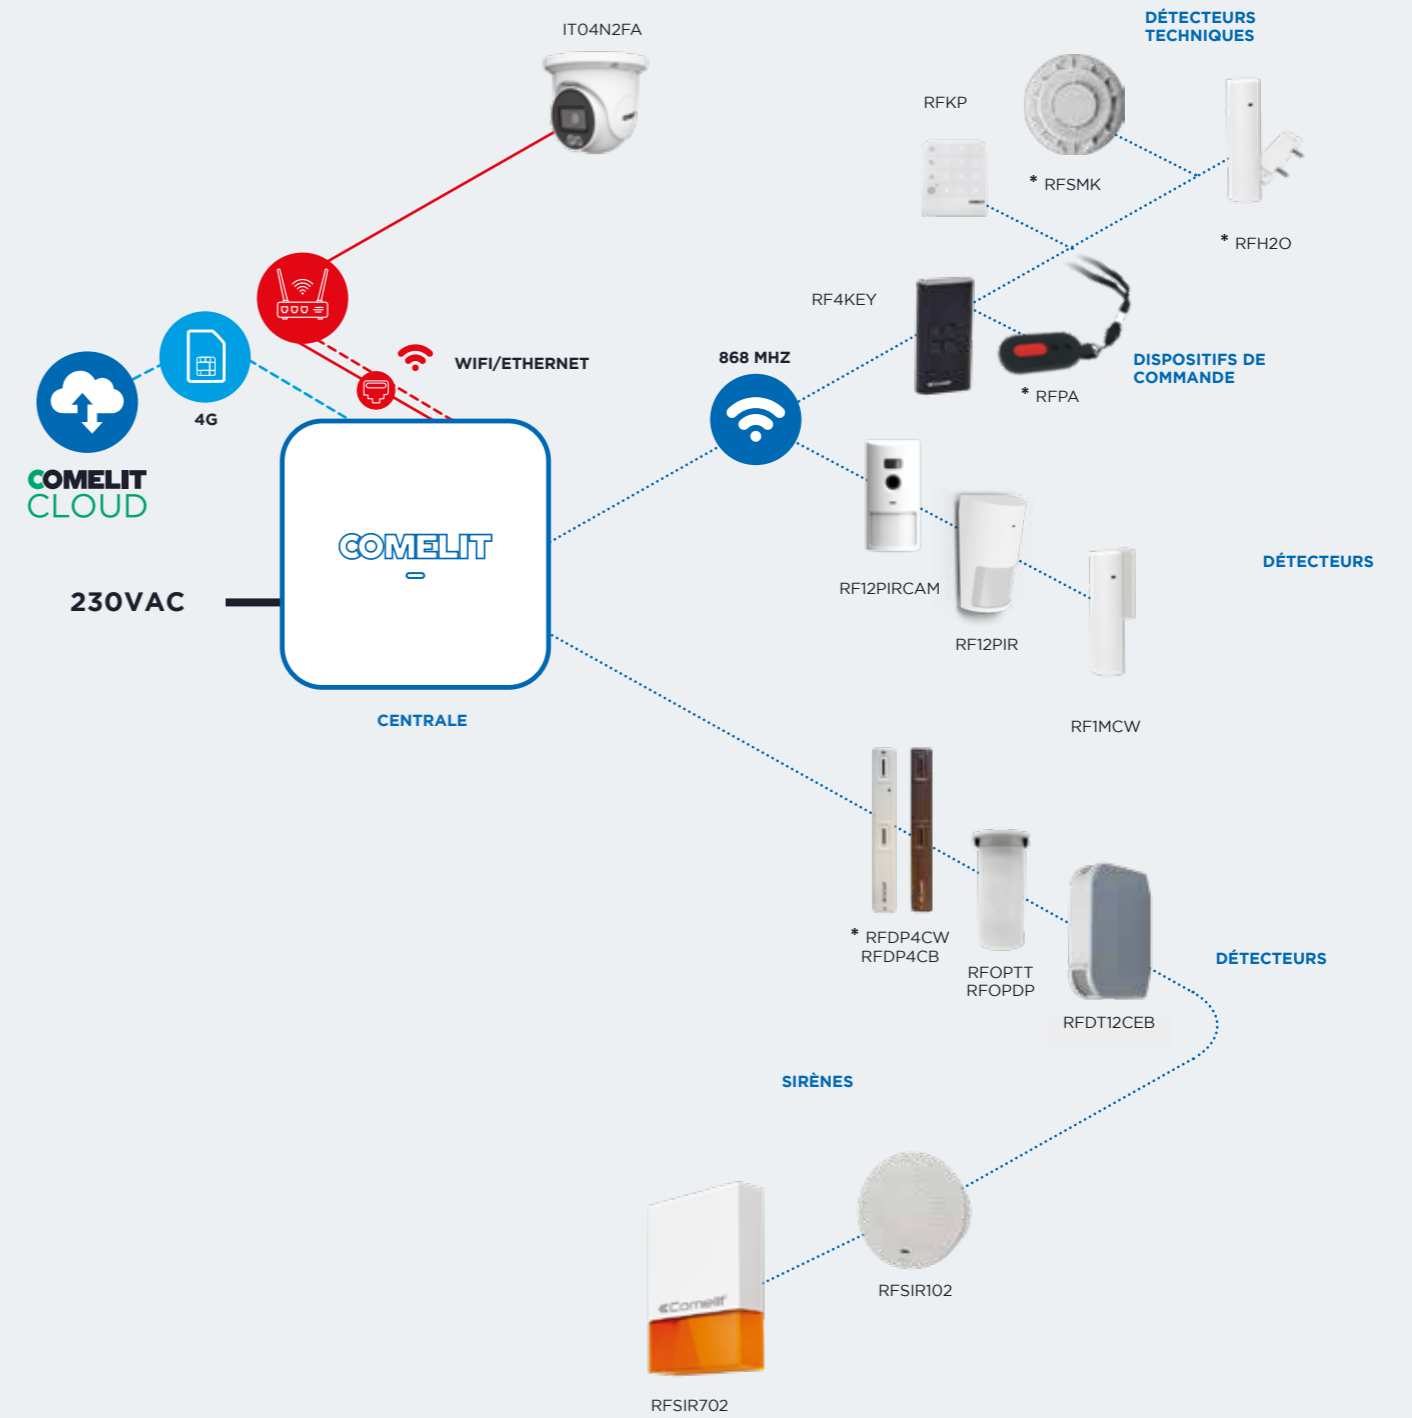 IT04N2FA
DÉTECTEURS
TECHNIQUES
RFKP
* RFSMK
* RFH2O
RF4KEY
868 MHZ
WIFI/ETHERNET
DISPOSITIFS DE
COMMANDE
* RFPA
4G
COMELIT
CLOUD
COMELIT
230VAC
DÉTECTEURS
RF12PIRCAM
RF12PIR
CENTRALE
RF1MCW
* RFDP4CW
RFDP4CB
RFOPTT
RFOPDP
DÉTECTEURS
RFDT12CEB
SIRÈNES
RFSIR102
Comelit
RFSIR702